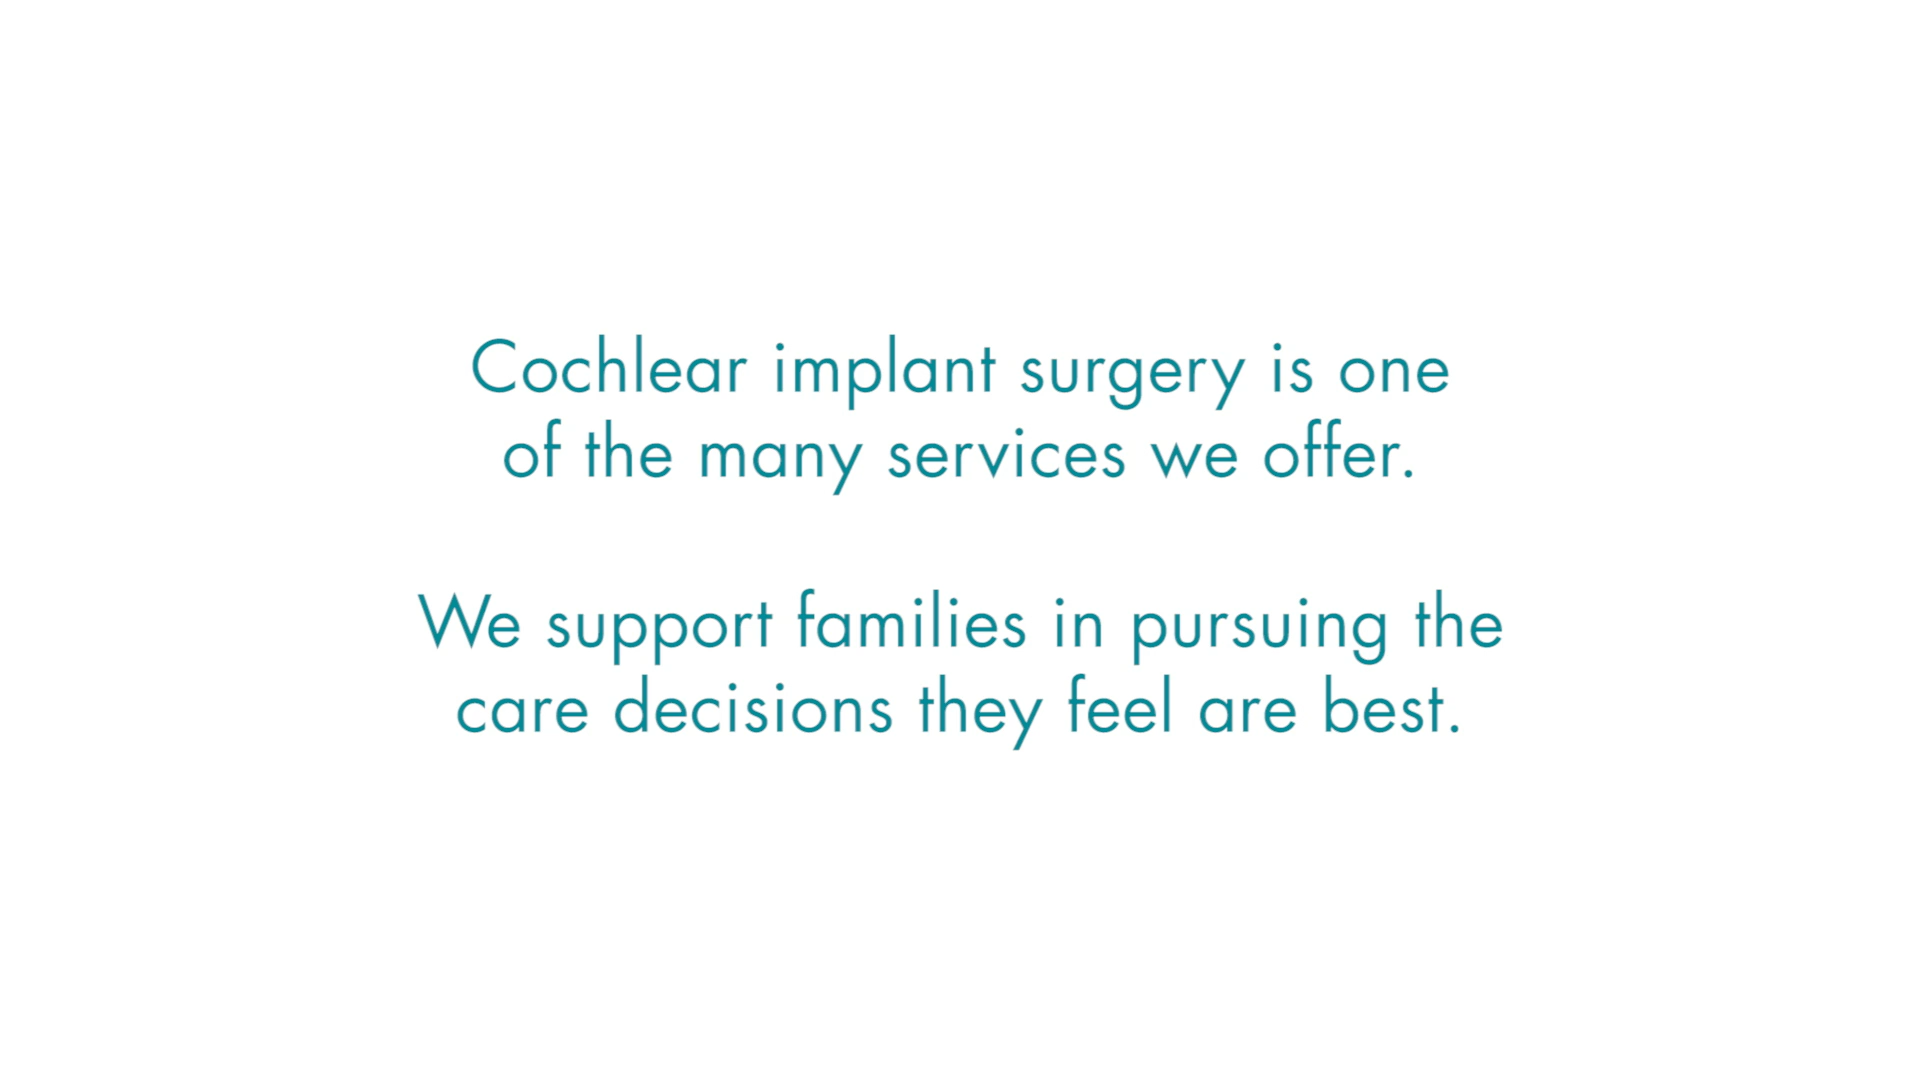 Cochlear implant surgery is one
of the many services we offer.
We support families in pursuing the
care decisions they feel are best.